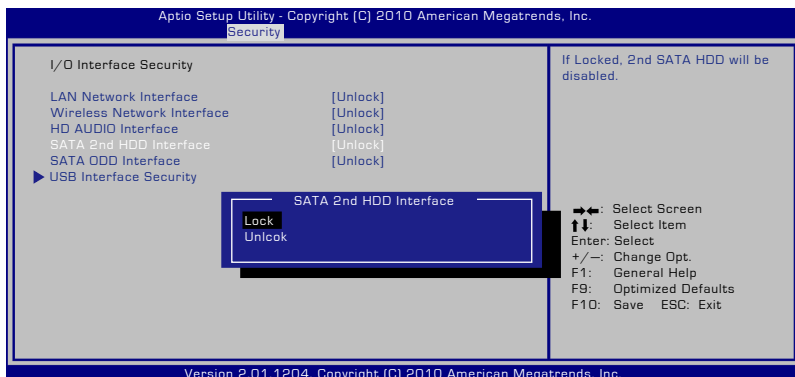 Aptio Setup Utility - Copyright (C) 2010 American Megatrends, Inc.
Security
I/O Interface Security
LAN Network Interface [Unlock]
Wireless Network Interface [Unlock]
HD AUDIO Interface [Unlock]
SATA 2nd HDD Interface [Unlock]
SATA ODD Interface [Unlock]
USB Interface Security
SATA 2nd HDD Interface
Lock
Unlcok
If Locked, 2nd SATA HDD will be
disabled.
→←: Select Screen
↑↓: Select Item
Enter: Select
+/—: Change Opt.
F1: General Help
F9: Optimized Defaults
F10: Save ESC: Exit
Version 2.01.1204. Copyright (C) 2010 American Megatrends, Inc.